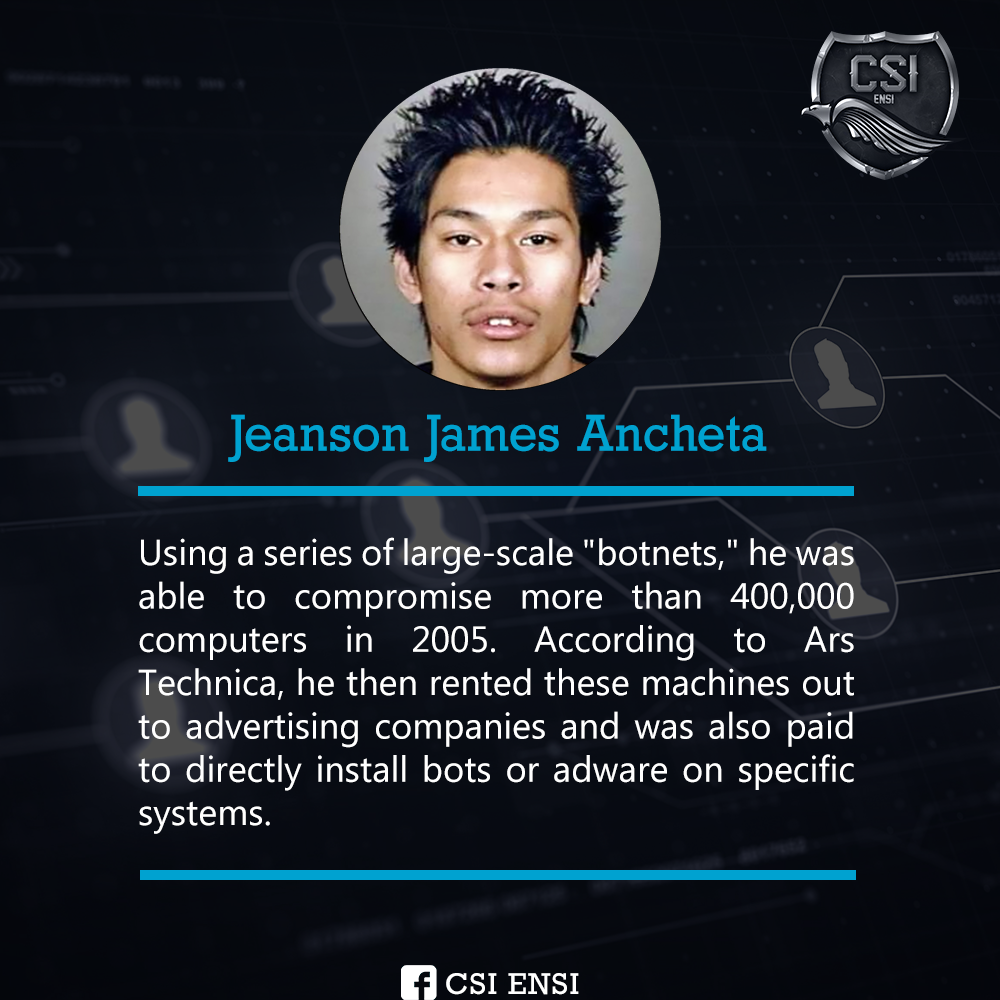 CSI
ENSI
Jeanson James Ancheta
Using a series of large-scale "botnets," he was
able to compromise more than 400,000
computers in 2005. According to Ars
Technica, he then rented these machines out
to advertising companies and was also paid
to directly install bots or adware on specific
systems.
CSI ENSI